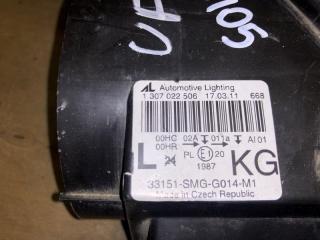 105
AL Automotive Lighting
1 307 022 506 17.03.11 668
00HC 02A 011a AI 01
00HR
L PL E1 20 KG
1987
33151-SMG-G014-M1
Made in Czech Republic